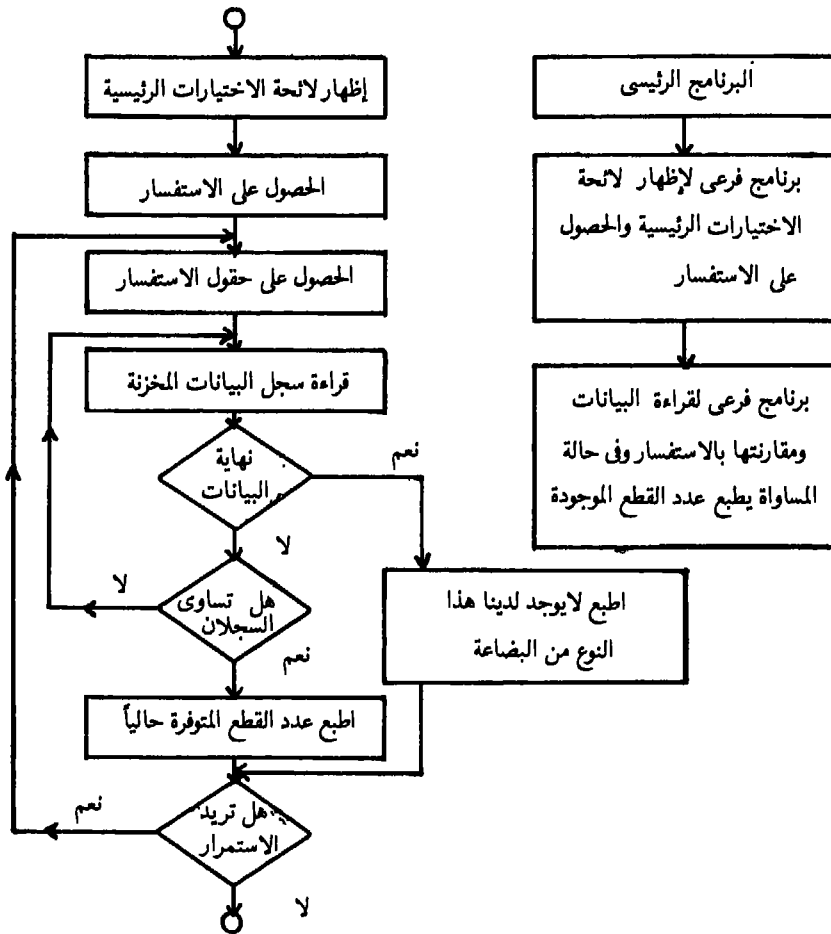 إظهار لائحة الاختيارات الرئيسية
الحصول على الاستفسار
الحصول على حقول الاستفسار
قراءة سجل البيانات المخزنة
نهاية
البيانات
نعم
لا
هل تساوى
السجلان
لا
نعم
اطبع لايوجد لدينا هذا
النوع من البضاعة
اطبع عدد القطع المتوفرة حالياً
هل تريد
الاستمرار
نعم
لا
البرنامج الرئيسى
برنامج فرعى لإظهار لائحة
الاختيارات الرئيسية والحصول
على الاستفسار
برنامج فرعى لقراءة البيانات
ومقارنتها بالاستفسار وفى حالة
المساواة يطبع عدد القطع الموجودة